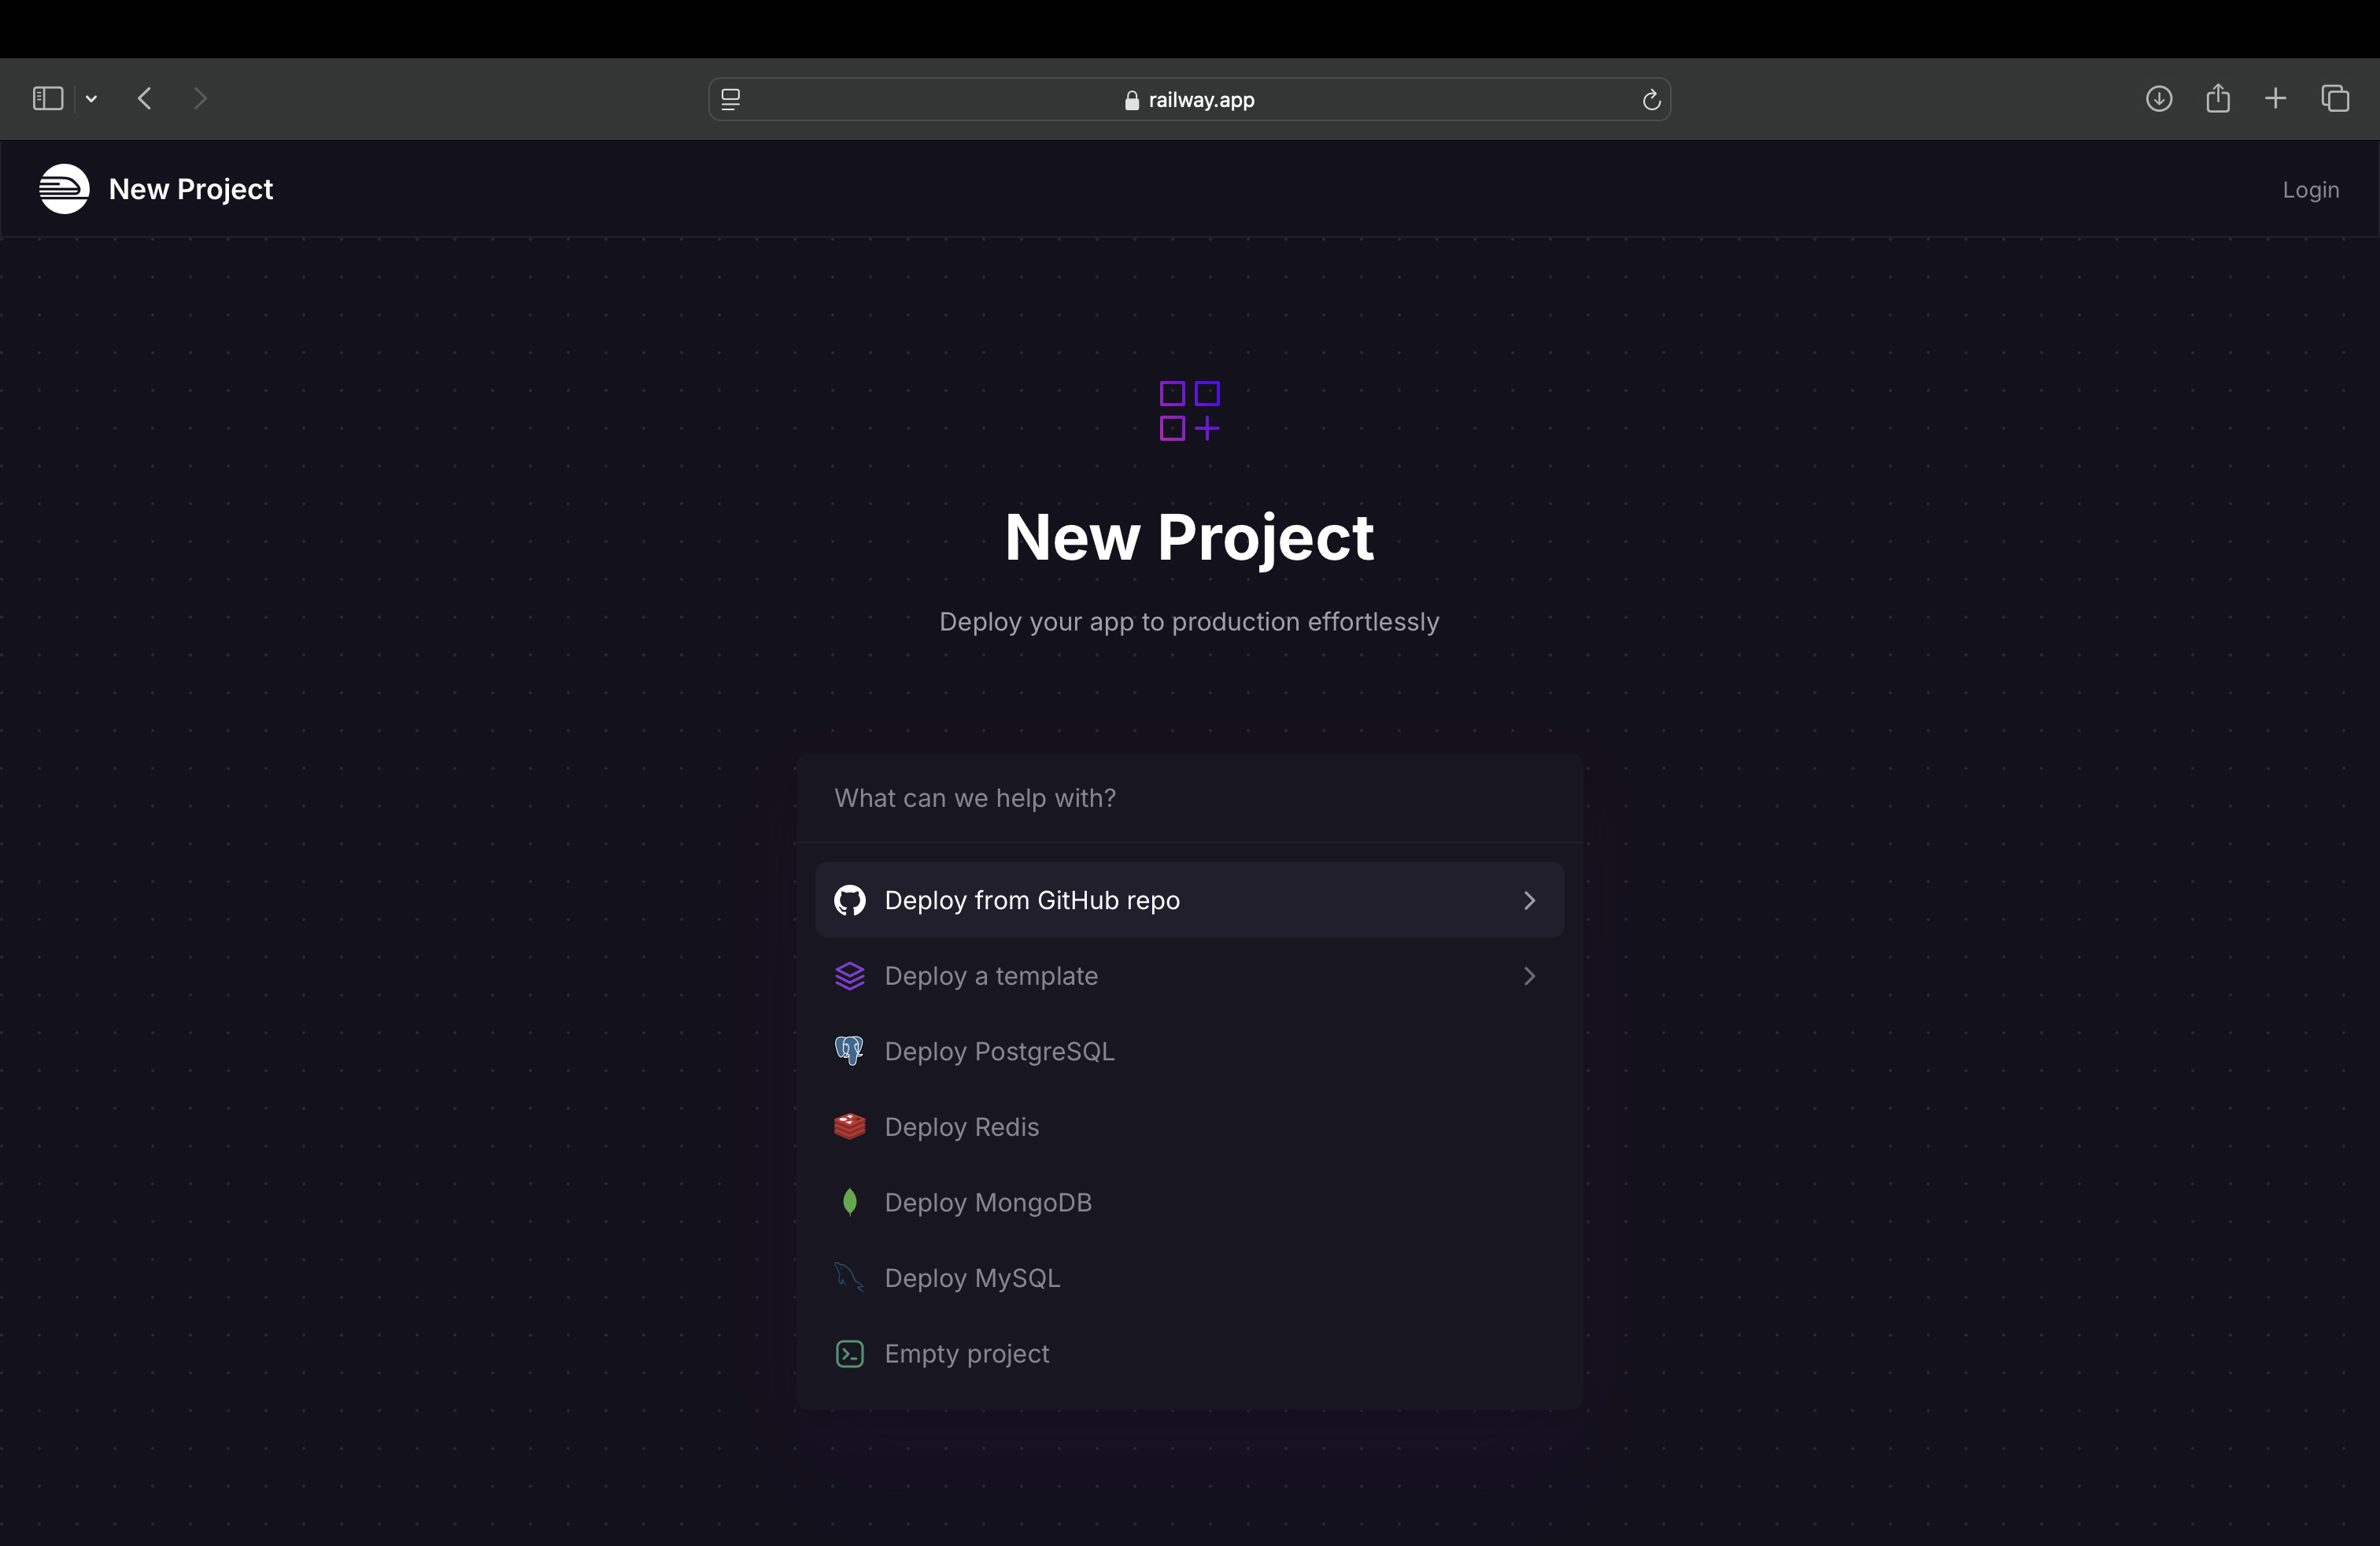 railway.app
New Project
Login
New Project
Deploy your app to production effortlessly
What can we help with?
Deploy from GitHub repo
Deploy a template
Deploy PostgreSQL
Deploy Redis
Deploy MongoDB
Deploy MySQL
Empty project